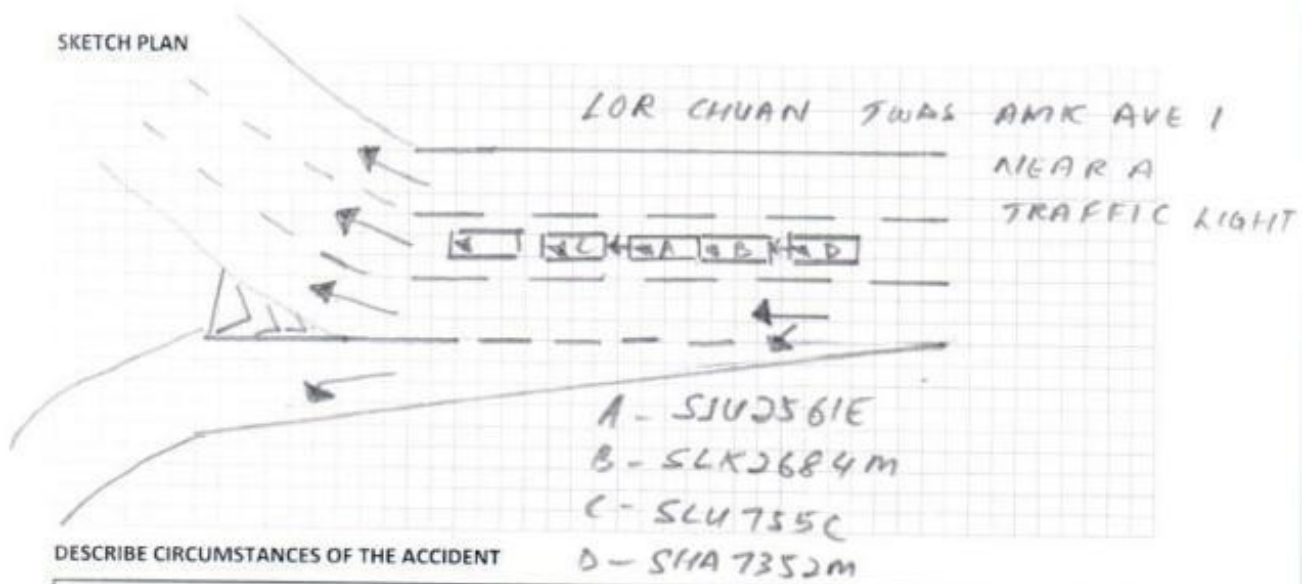 SKETCH PLAN
LOR CHUAN TWDS AMK AVE 1
NEAR A
TRAFFIC LIGHT
C A B D
A - SJU2561E
B - SLK2684M
C - SLU755C
D - SHA7352M
DESCRIBE CIRCUMSTANCES OF THE ACCIDENT